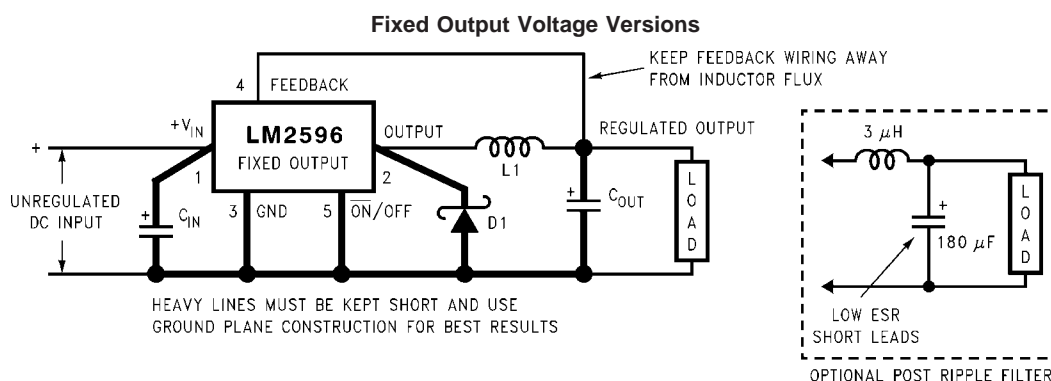 Fixed Output Voltage Versions
KEEP FEEDBACK WIRING AWAY
FROM INDUCTOR FLUX
4 FEEDBACK
+VIN
LM2596
FIXED OUTPUT
OUTPUT
REGULATED OUTPUT
3 μH
+
1
2
L1
UNREGULATED
DC INPUT
+
CIN
3 GND
5 ON/OFF
D1
+
COUT
LOAD
+
180 μF
LOAD
HEAVY LINES MUST BE KEPT SHORT AND USE
GROUND PLANE CONSTRUCTION FOR BEST RESULTS
LOW ESR
SHORT LEADS
OPTIONAL POST RIPPLE FILTER